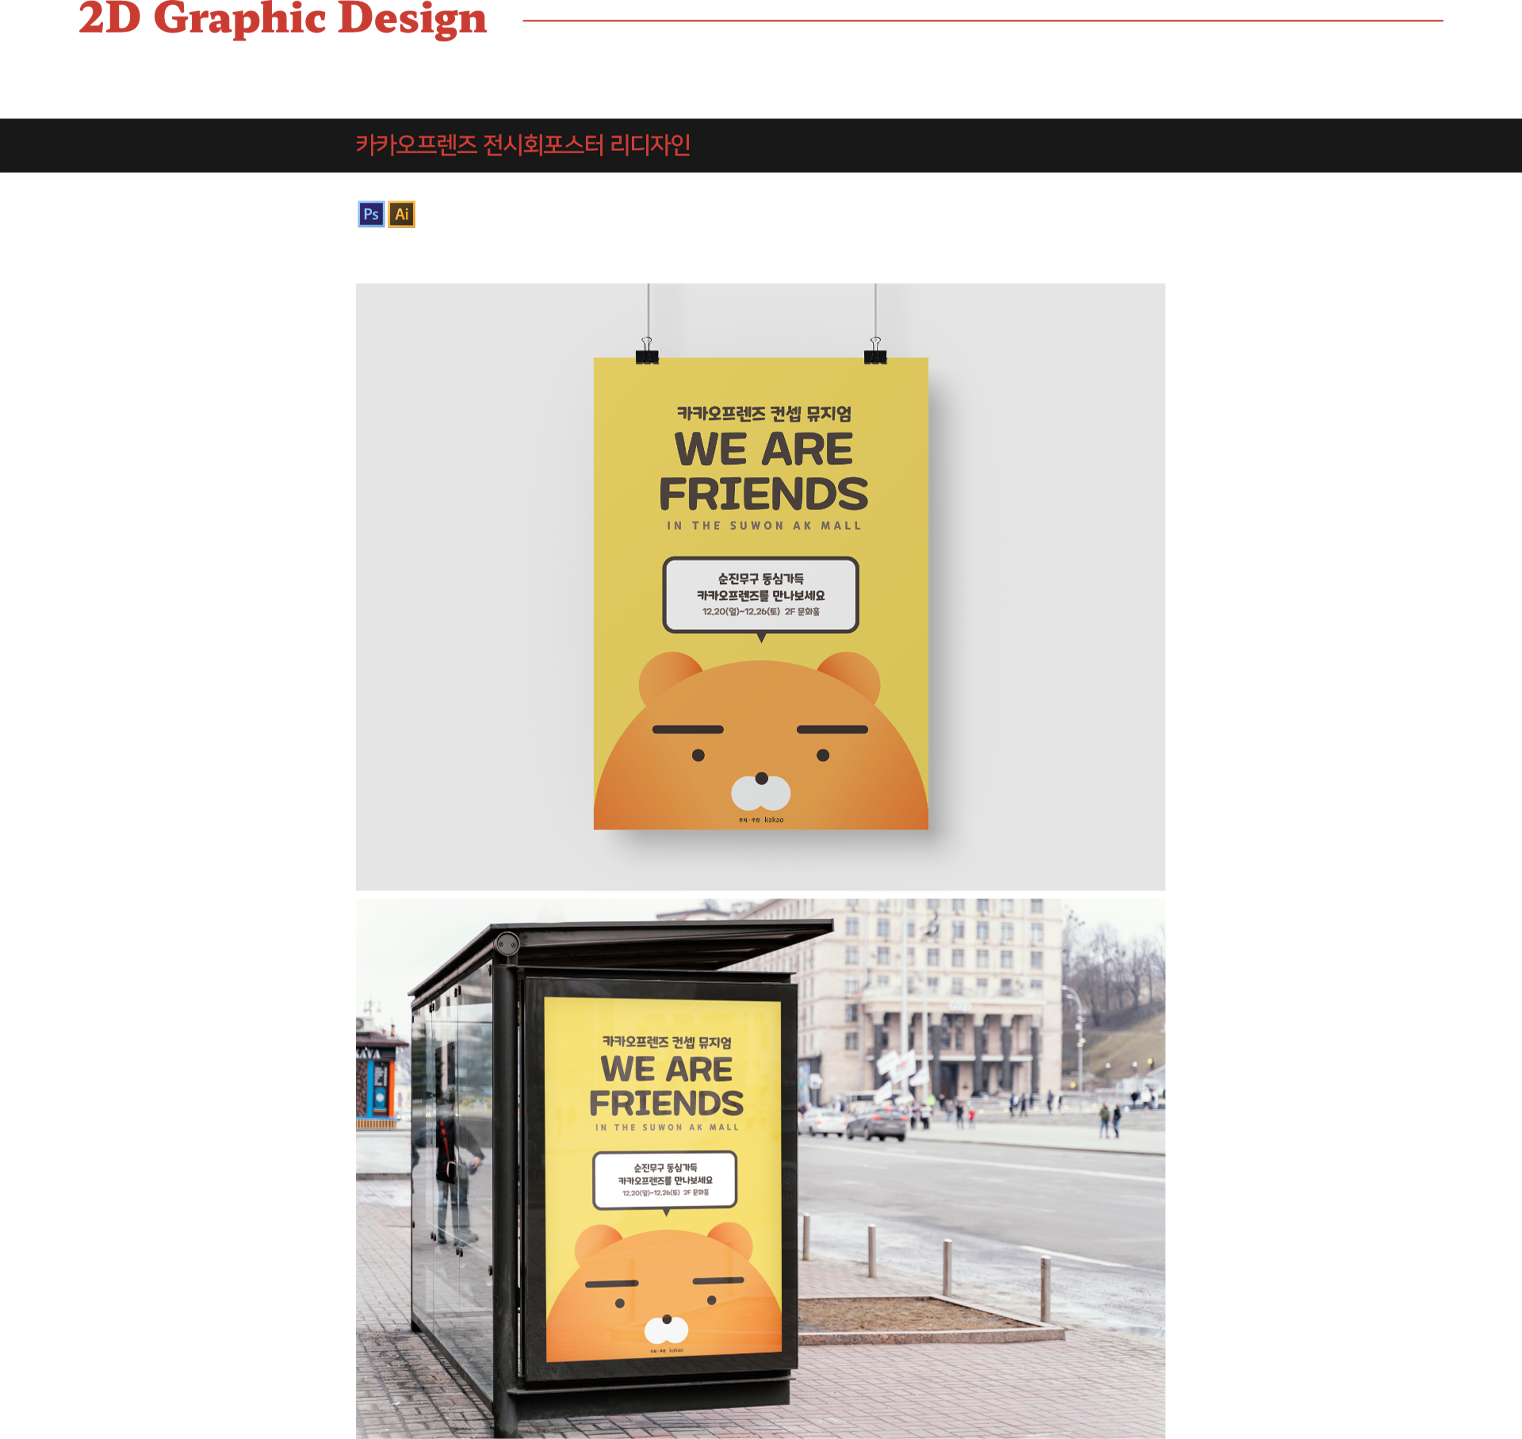 2D Graphic Design
카카오프렌즈 전시회포스터 리디자인
Ps Ai
카카오프렌즈 컨셉 뮤지엄
WE ARE
FRIENDS
IN THE SUWON AK MALL
순진무구 동심가득
카카오프렌즈를 만나보세요
12.20(일)~12.26(토) 2F 문화홀
주최·주관 kakao
카카오프렌즈 컨셉 뮤지엄
WE ARE
FRIENDS
IN THE SUWON AK MALL
순진무구 동심가득
카카오프렌즈를 만나보세요
12.20(일)~12.26(토) 2F 문화홀
주최·주관 kakao